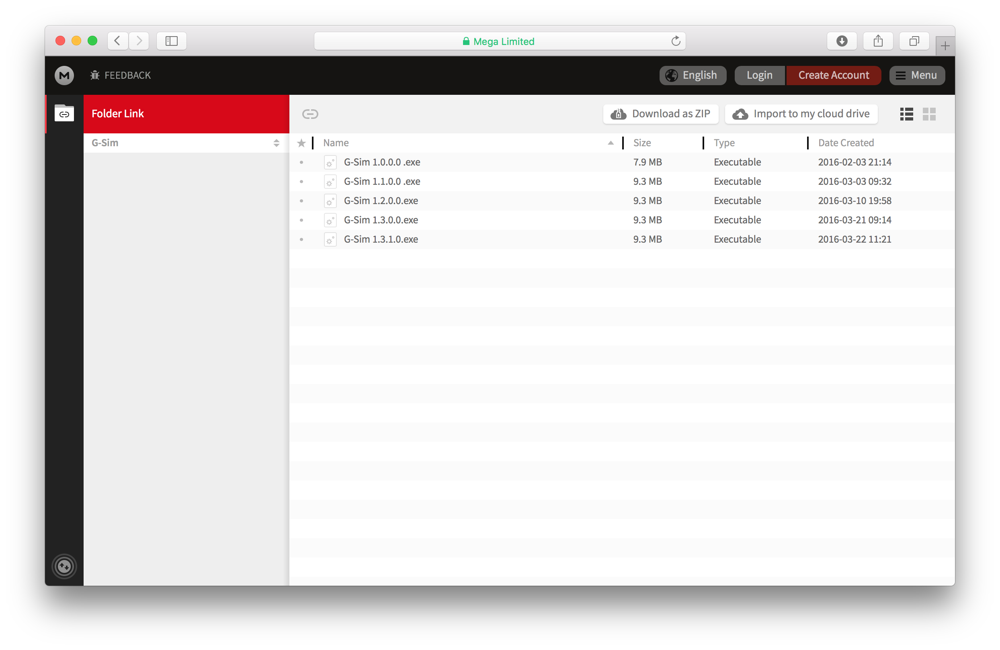 Mega Limited
FEEDBACK English Login Create Account Menu
Folder Link Download as ZIP Import to my cloud drive
G-Sim Name Size Type Date Created
G-Sim 1.0.0.0 .exe 7.9 MB Executable 2016-02-03 21:14
G-Sim 1.1.0.0 .exe 9.3 MB Executable 2016-03-03 09:32
G-Sim 1.2.0.0.exe 9.3 MB Executable 2016-03-10 19:58
G-Sim 1.3.0.0.exe 9.3 MB Executable 2016-03-21 09:14
G-Sim 1.3.1.0.exe 9.3 MB Executable 2016-03-22 11:21